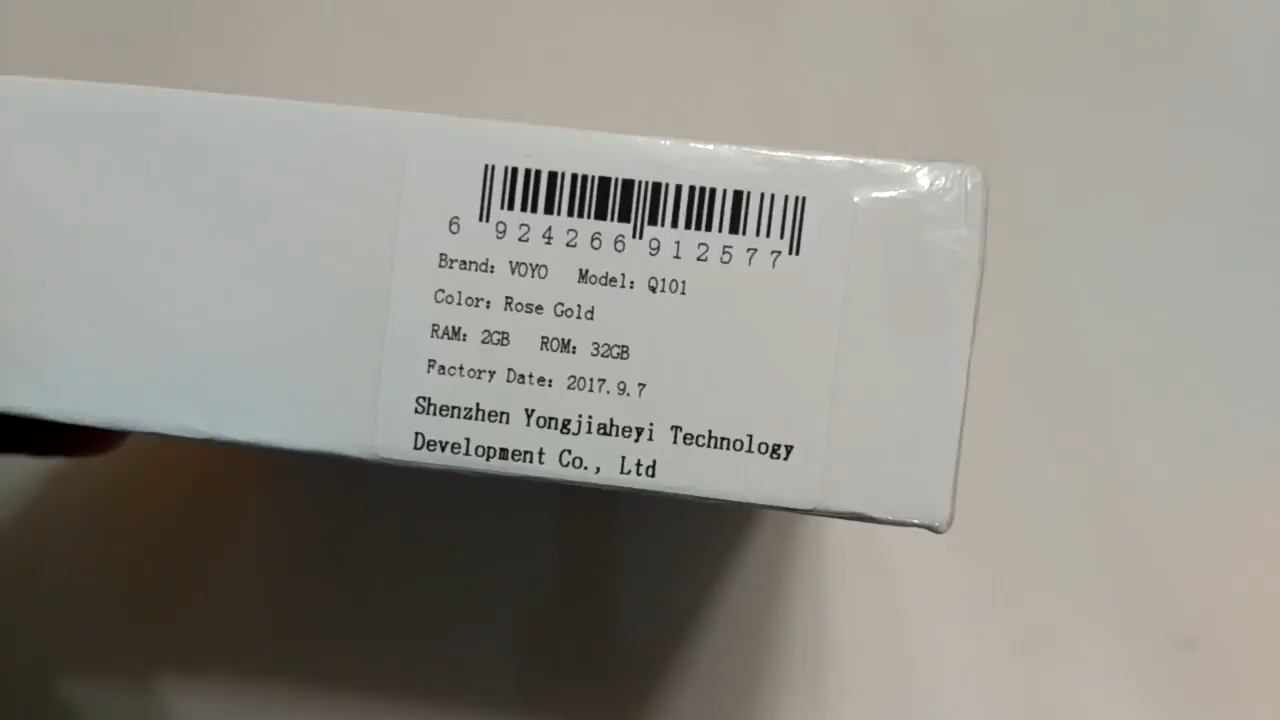 6 924266 912577
Brand: VOYO Model: Q101
Color: Rose Gold
RAM: 2GB ROM: 32GB
Factory Date: 2017.9.7
Shenzhen Yongjiaheyi Technology
Development Co., Ltd